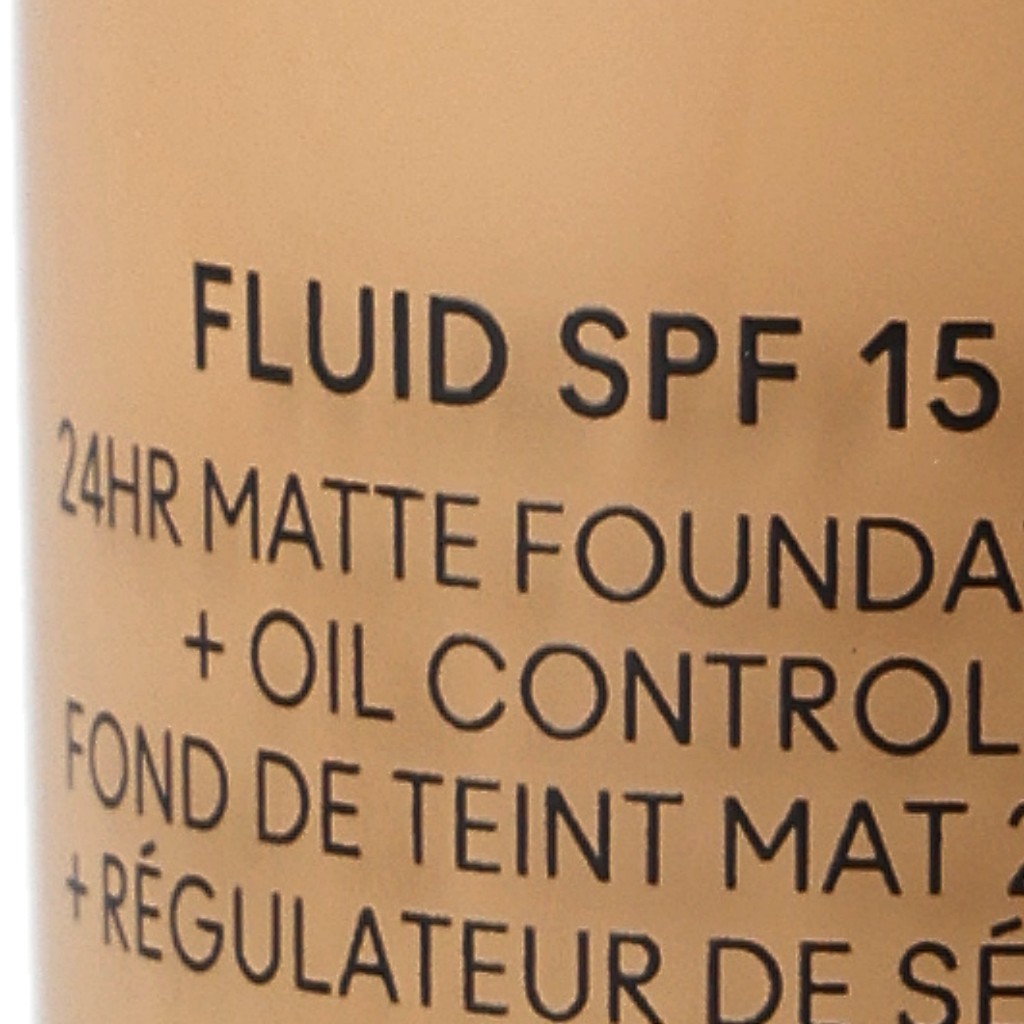 FLUID SPF 15
24HR MATTE FOUNDA
+ OIL CONTROL
FOND DE TEINT MAT 2
+ RÉGULATEUR DE SÉ